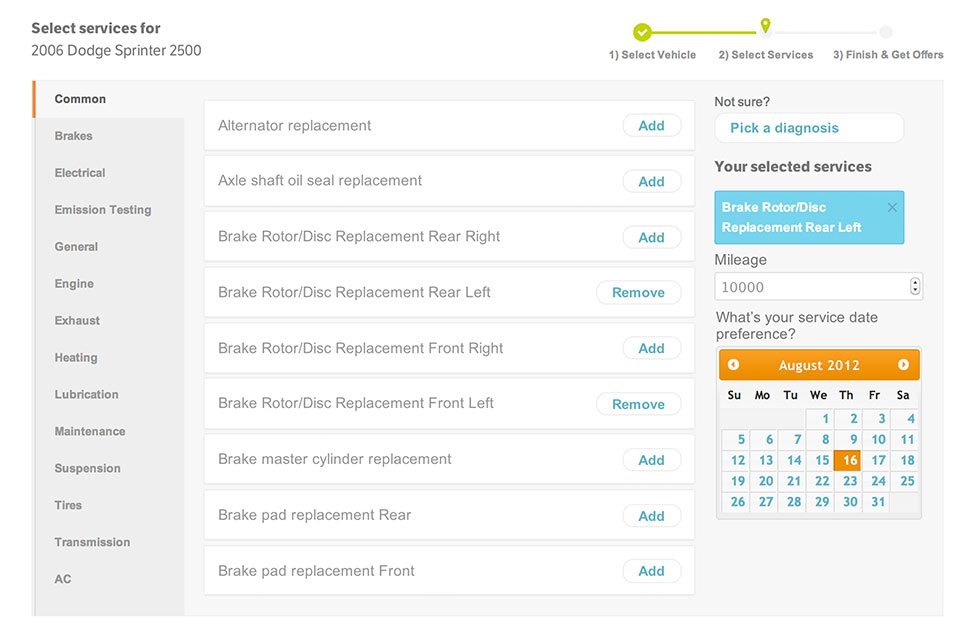 Select services for
2006 Dodge Sprinter 2500
1) Select Vehicle 2) Select Services 3) Finish & Get Offers
Common
Brakes
Electrical
Emission Testing
General
Engine
Exhaust
Heating
Lubrication
Maintenance
Suspension
Tires
Transmission
AC
Alternator replacement Add
Axle shaft oil seal replacement Add
Brake Rotor/Disc Replacement Rear Right Add
Brake Rotor/Disc Replacement Rear Left Remove
Brake Rotor/Disc Replacement Front Right Add
Brake Rotor/Disc Replacement Front Left Remove
Brake master cylinder replacement Add
Brake pad replacement Rear Add
Brake pad replacement Front Add
Not sure?
Pick a diagnosis
Your selected services
Brake Rotor/Disc
Replacement Rear Left
Mileage
10000
What's your service date
preference?
August 2012
Su Mo Tu We Th Fr Sa
1 2 3 4
5 6 7 8 9 10 11
12 13 14 15 16 17 18
19 20 21 22 23 24 25
26 27 28 29 30 31